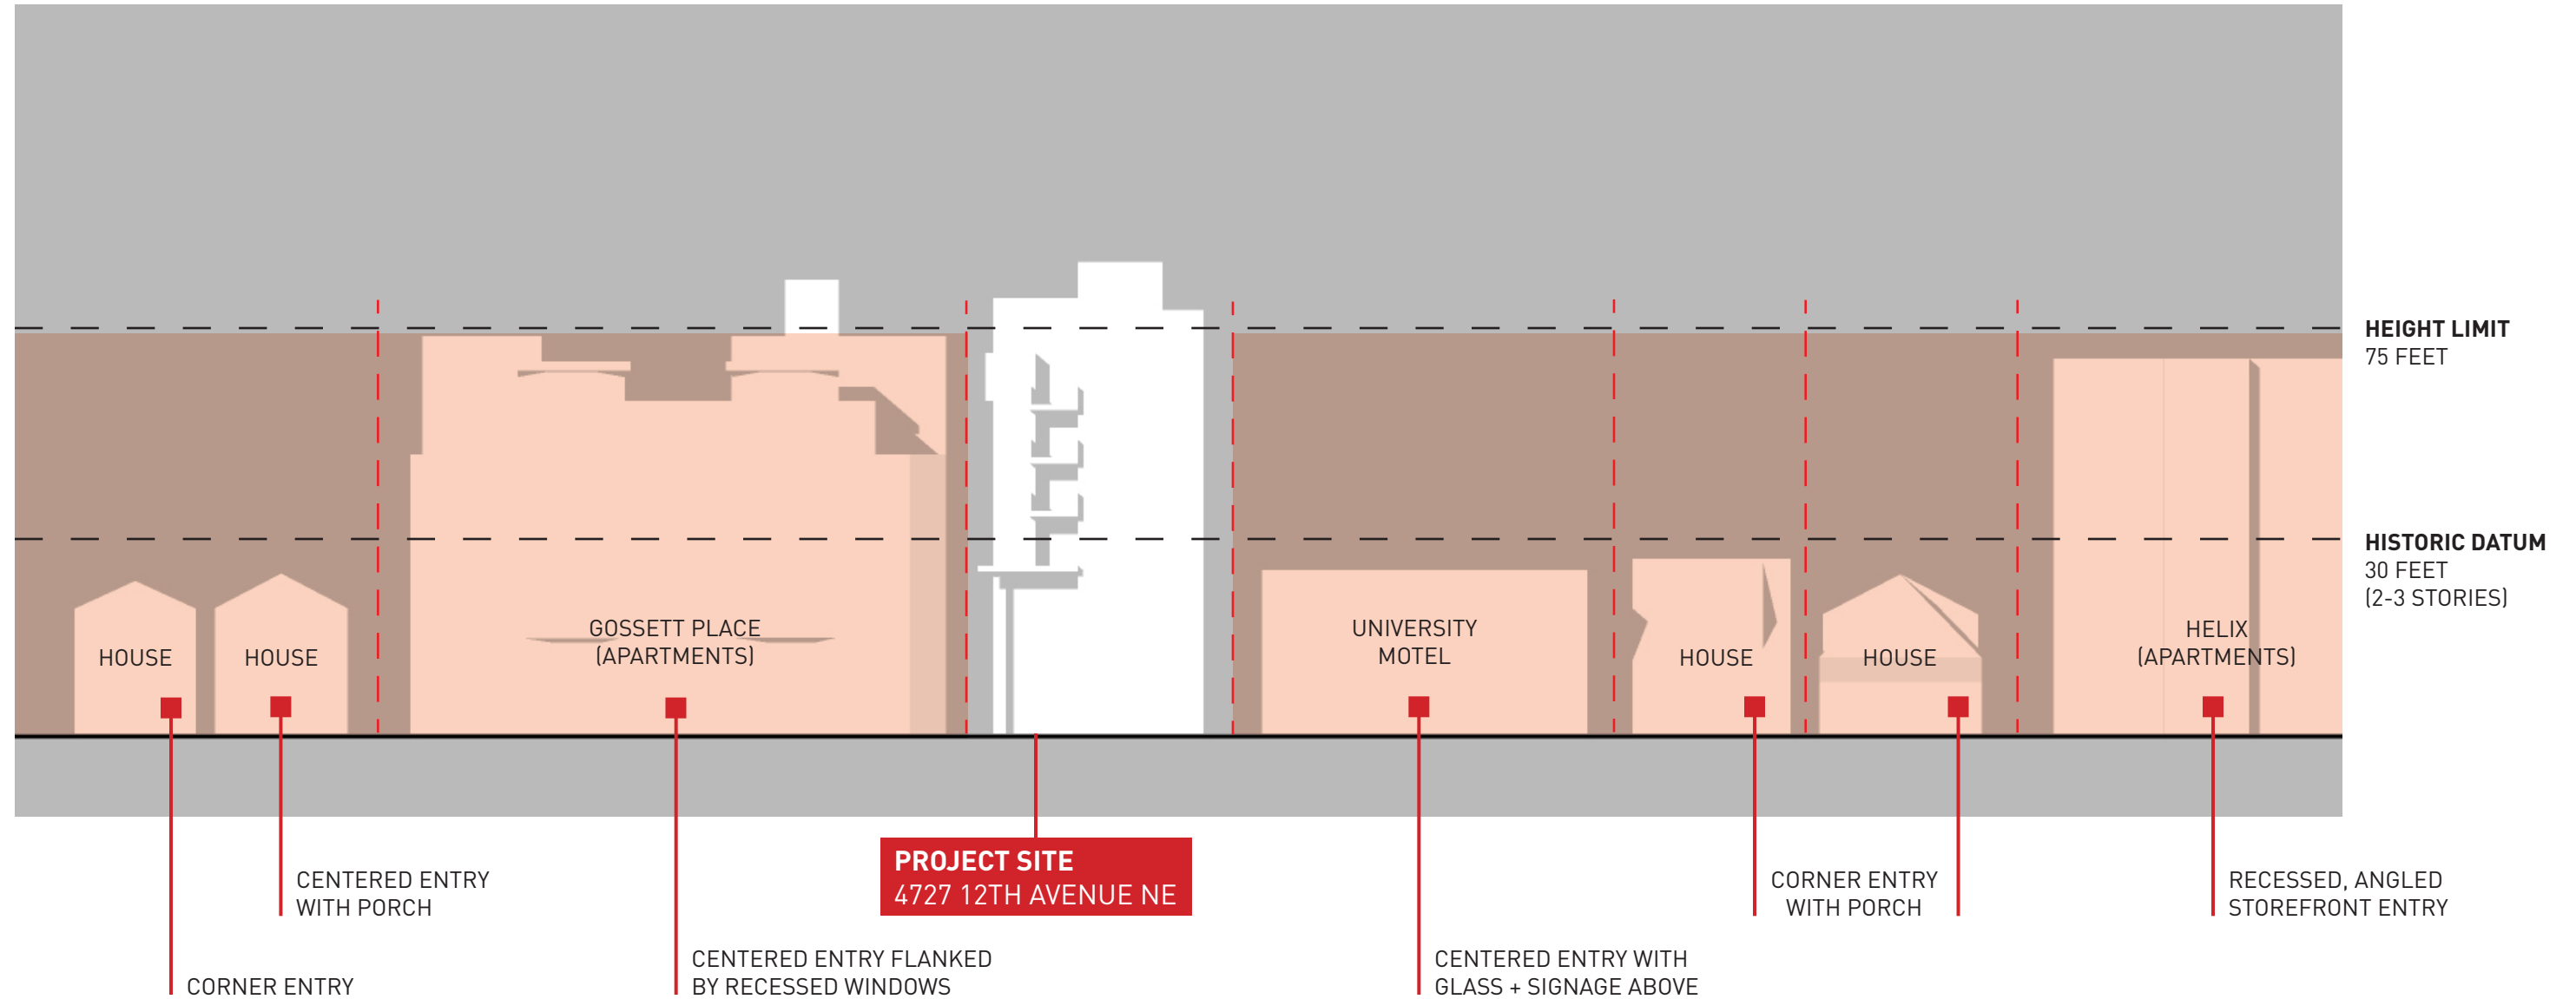 HEIGHT LIMIT
75 FEET
HISTORIC DATUM
30 FEET
(2-3 STORIES)
HOUSE
HOUSE
GOSSETT PLACE
(APARTMENTS)
UNIVERSITY
MOTEL
HOUSE
HOUSE
HELIX
(APARTMENTS)
PROJECT SITE
4727 12TH AVENUE NE
CENTERED ENTRY
WITH PORCH
CORNER ENTRY
WITH PORCH
RECESSED, ANGLED
STOREFRONT ENTRY
CORNER ENTRY
CENTERED ENTRY FLANKED
BY RECESSED WINDOWS
CENTERED ENTRY WITH
GLASS + SIGNAGE ABOVE